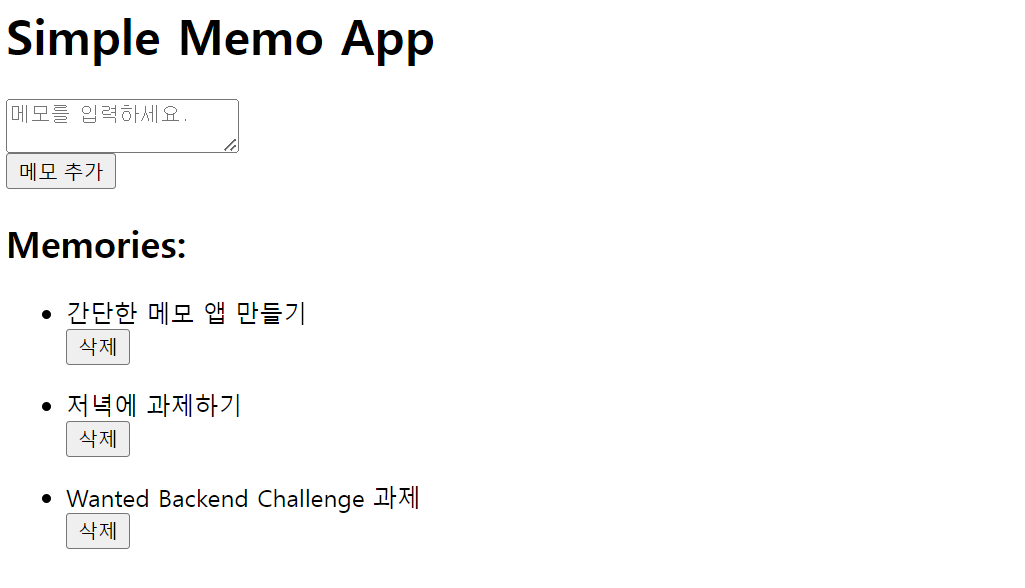 Simple Memo App
메모를 입력하세요.
메모 추가
Memories:
간단한 메모 앱 만들기
삭제
저녁에 과제하기
삭제
Wanted Backend Challenge 과제
삭제